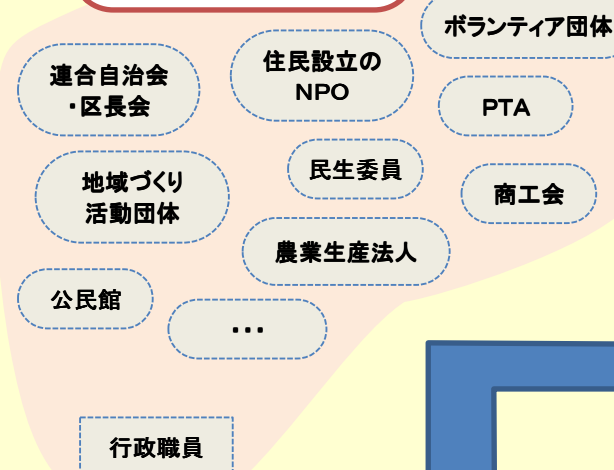 ボランティア団体
連合自治会
・区長会
住民設立の
NPO
PTA
地域づくり
活動団体
民生委員
商工会
農業生産法人
公民館
・・・
行政職員